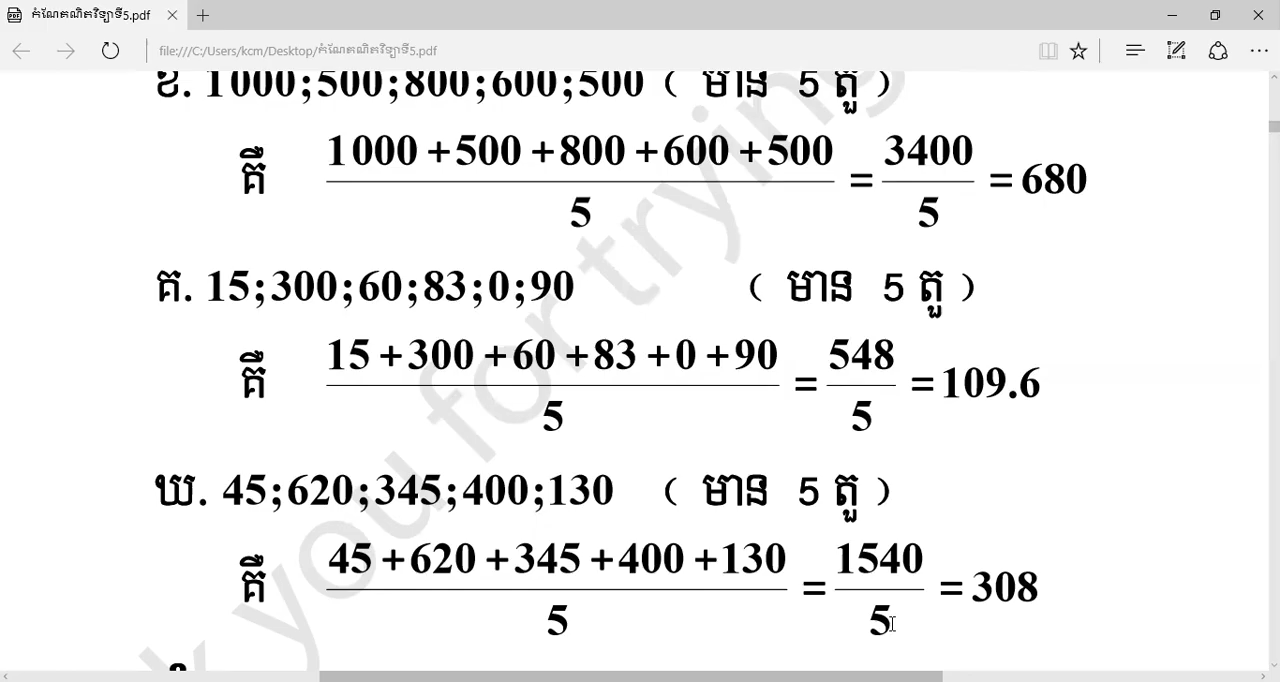 កំណែគណិតវិទ្យាទី5.pdf
file:///C:/Users/kcm/Desktop/កំណែគណិតវិទ្យាទី5.pdf
ខ. 1000;500;800;600;500 ( មាន 5 តួ )
គឺ (1000+500+800+600+500)/5 = 3400/5 = 680
គ. 15;300;60;83;0;90 ( មាន 5 តួ )
គឺ (15+300+60+83+0+90)/5 = 548/5 = 109.6
ឃ. 45;620;345;400;130 ( មាន 5 តួ )
គឺ (45+620+345+400+130)/5 = 1540/5 = 308
k you for trying